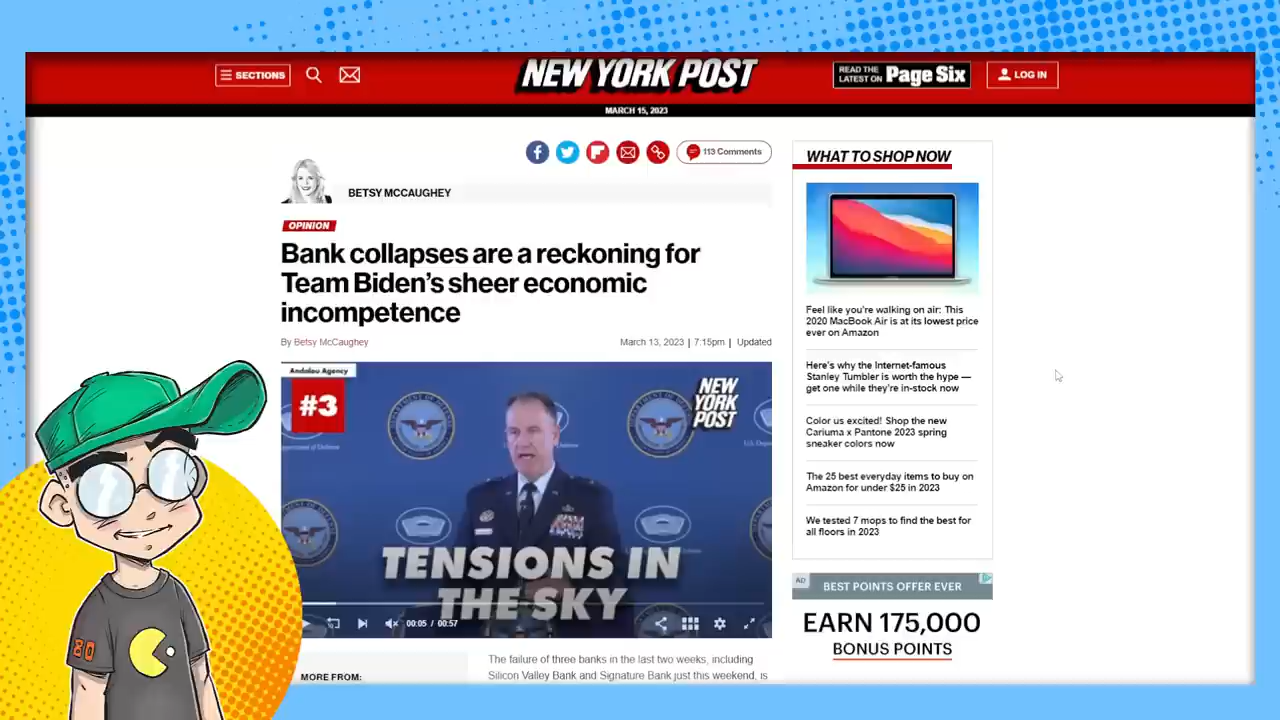 SECTIONS
NEW YORK POST
READ THE
LATEST ON
Page Six
LOG IN
MARCH 15, 2023
113 Comments
BETSY MCCAUGHEY
OPINION
Bank collapses are a reckoning for
Team Biden's sheer economic
incompetence
By Betsy McCaughey
March 13, 2023 | 7:15pm | Updated
Andalou Agency
#3
NEW
YORK
POST
TENSIONS IN
THE SKY
00:05 / 00:57
MORE FROM:
The failure of three banks in the last two weeks, including
Silicon Valley Bank and Signature Bank just this weekend, is
WHAT TO SHOP NOW
Feel like you're walking on air: This
2020 MacBook Air is at its lowest price
ever on Amazon
Here's why the Internet-famous
Stanley Tumbler is worth the hype —
get one while they're in-stock now
Color us excited! Shop the new
Cariuma x Pantone 2023 spring
sneaker colors now
The 25 best everyday items to buy on
Amazon for under $25 in 2023
We tested 7 mops to find the best for
all floors in 2023
AD
BEST POINTS OFFER EVER
EARN 175,000
BONUS POINTS
80